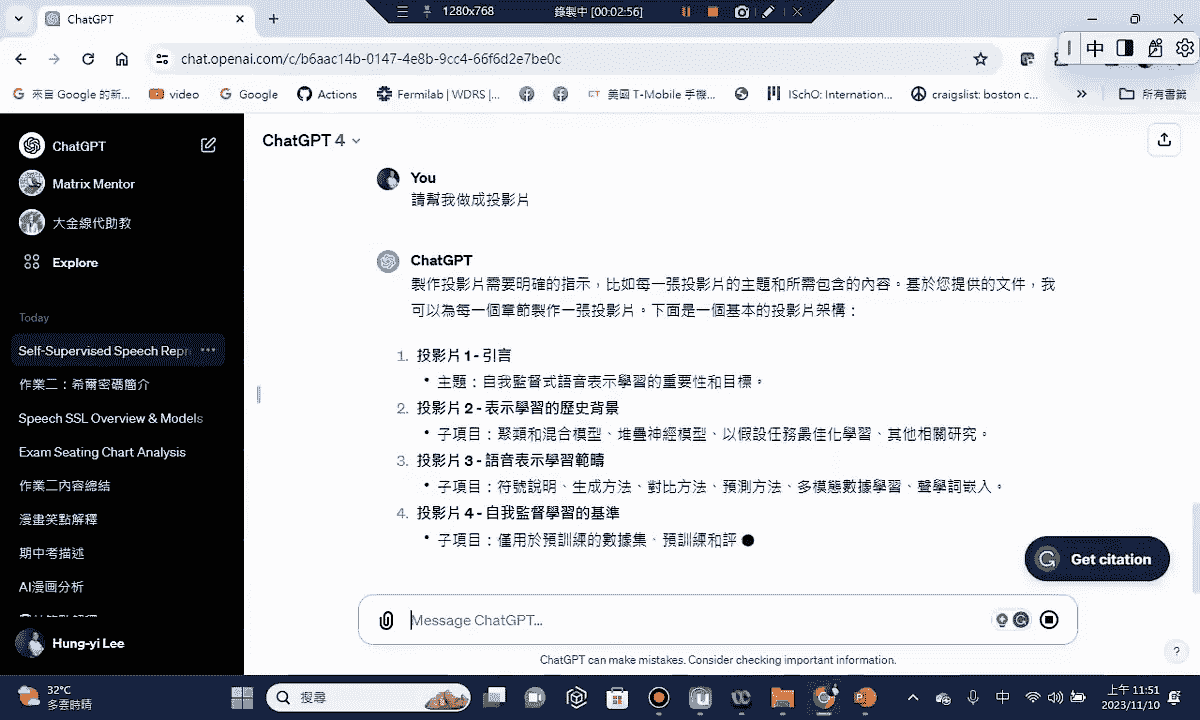 ChatGPT
1280x768
錄製中 [00:02:56]
中
chat.openai.com/c/b6aac14b-0147-4e8b-9cc4-66f6d2e7be0c
來自 Google 的新...
video
Google
Actions
Fermilab | WDRS |...
美國 T-Mobile 手機...
ISchO: Internation...
craigslist: boston c...
»
所有書籤
ChatGPT
Matrix Mentor
大金線代助教
Explore
Today
Self-Supervised Speech Repr
作業二：希爾密碼簡介
Speech SSL Overview & Models
Exam Seating Chart Analysis
作業二內容總結
漫畫笑點解釋
期中考描述
AI漫画分析
Hung-yi Lee
ChatGPT 4
You
請幫我做成投影片
ChatGPT
製作投影片需要明確的指示，比如每一張投影片的主題和所需包含的內容。基於您提供的文件，我
可以為每一個章節製作一張投影片。下面是一個基本的投影片架構：
1. 投影片 1 - 引言
• 主題：自我監督式語音表示學習的重要性和目標。
2. 投影片 2 - 表示學習的歷史背景
• 子項目：聚類和混合模型、堆疊神經模型、以假設任務最佳化學習、其他相關研究。
3. 投影片 3 - 語音表示學習範疇
• 子項目：符號說明、生成方法、對比方法、預測方法、多模態數據學習、聲學詞嵌入。
4. 投影片 4 - 自我監督學習的基準
• 子項目：僅用於預訓練的數據集、預訓練和評
Get citation
Message ChatGPT...
ChatGPT can make mistakes. Consider checking important information.
?
32°C
多雲時晴
搜尋
中
上午 11:51
2023/11/10